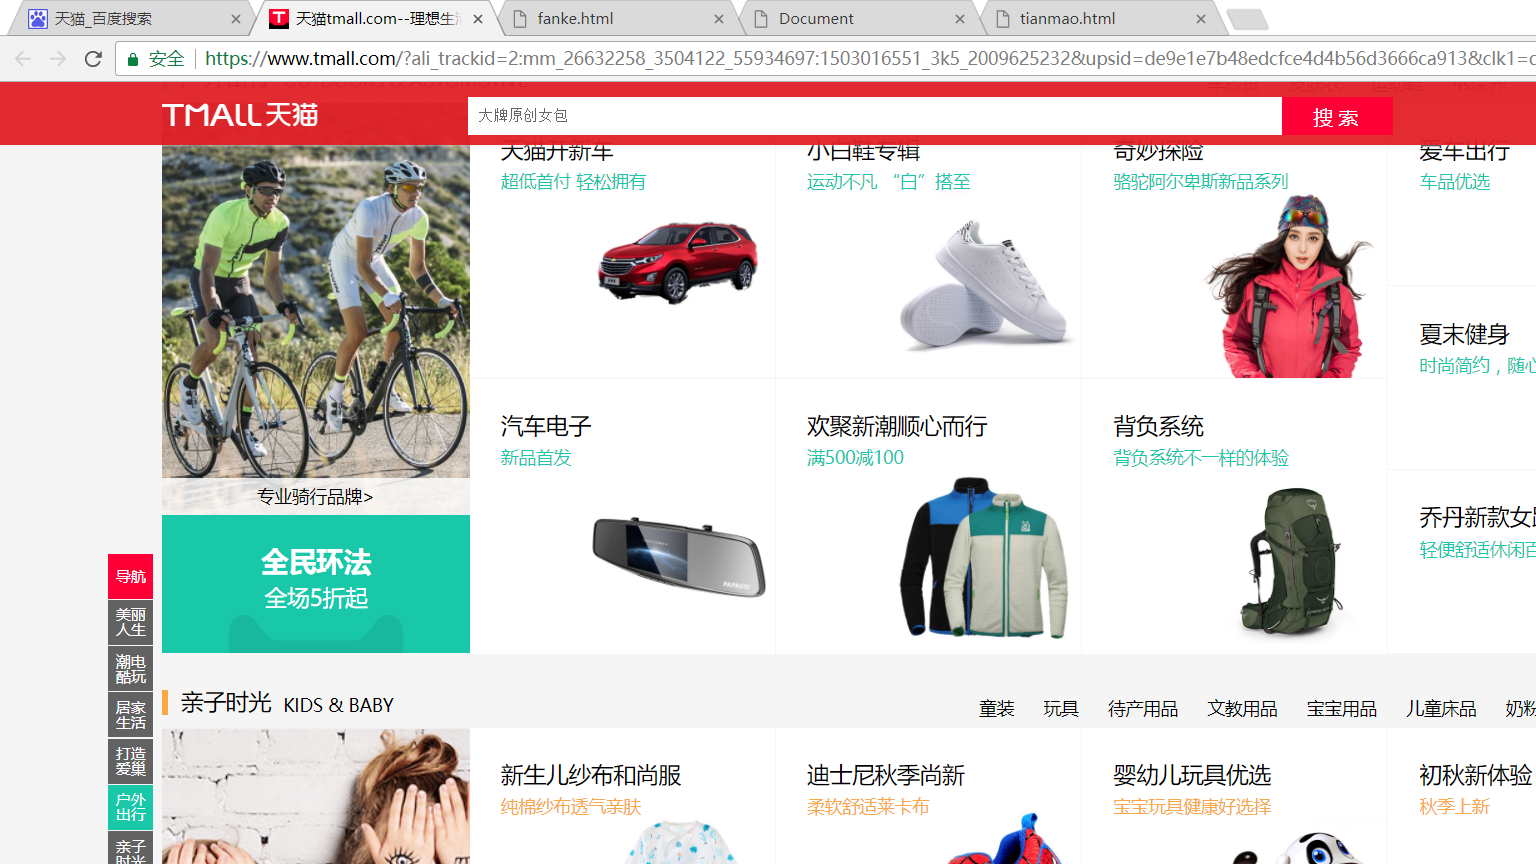 天猫_百度搜索
天猫tmall.com--理想生活
fanke.html
Document
tianmao.html
安全
https://www.tmall.com/?ali_trackid=2:mm_26632258_3504122_55934697:1503016551_3k5_2009625232&upsid=de9e1e7b48edcfce4d4b56d3666ca913&clk1=
TMALL天猫
大牌原创女包
搜索
天猫开新车
超低首付 轻松拥有
小白鞋专辑
运动不凡 “白”搭至
奇妙探险
骆驼阿尔卑斯新品系列
爱车出行
车品优选
夏末健身
时尚简约，随心
专业骑行品牌>
全民环法
全场5折起
汽车电子
新品首发
PAPAGO!
欢聚新潮顺心而行
满500减100
背负系统
背负系统不一样的体验
乔丹新款女跑
轻便舒适休闲百
导航
美丽
人生
潮电
酷玩
居家
生活
打造
爱巢
户外
出行
亲子
时光
亲子时光 KIDS & BABY
童装
玩具
待产用品
文教用品
宝宝用品
儿童床品
奶粉
新生儿纱布和尚服
纯棉纱布透气亲肤
迪士尼秋季尚新
柔软舒适莱卡布
婴幼儿玩具优选
宝宝玩具健康好选择
初秋新体验
秋季上新